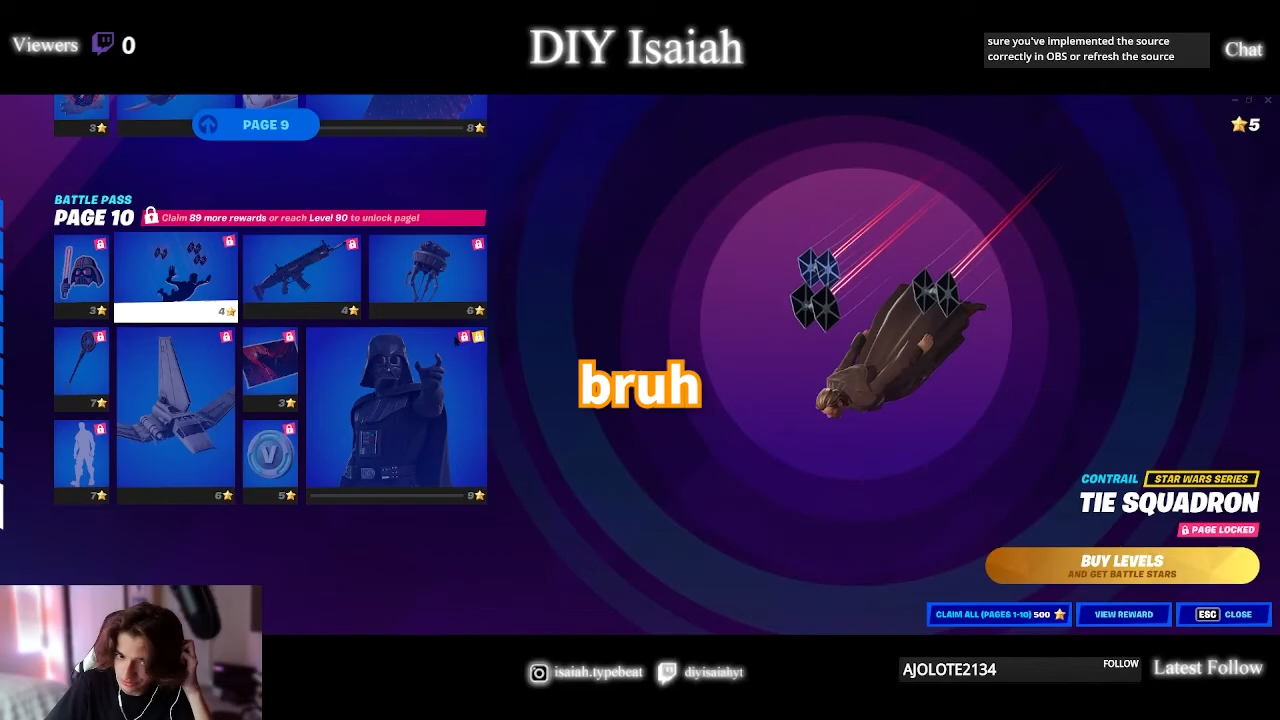 Viewers 0
DIY Isaiah
sure you've implemented the source
correctly in OBS or refresh the source
Chat
PAGE 9
3
8
5
BATTLE PASS
PAGE 10
Claim 89 more rewards or reach Level 90 to unlock page!
3
4
4
6
7
6
3
9
7
5
V
bruh
CONTRAIL STAR WARS SERIES
TIE SQUADRON
PAGE LOCKED
BUY LEVELS
AND GET BATTLE STARS
CLAIM ALL (PAGES 1-10) 500
VIEW REWARD
ESC CLOSE
isaiah.typebeat
diyisaiahyt
AJOLOTE2134
FOLLOW
Latest Follow